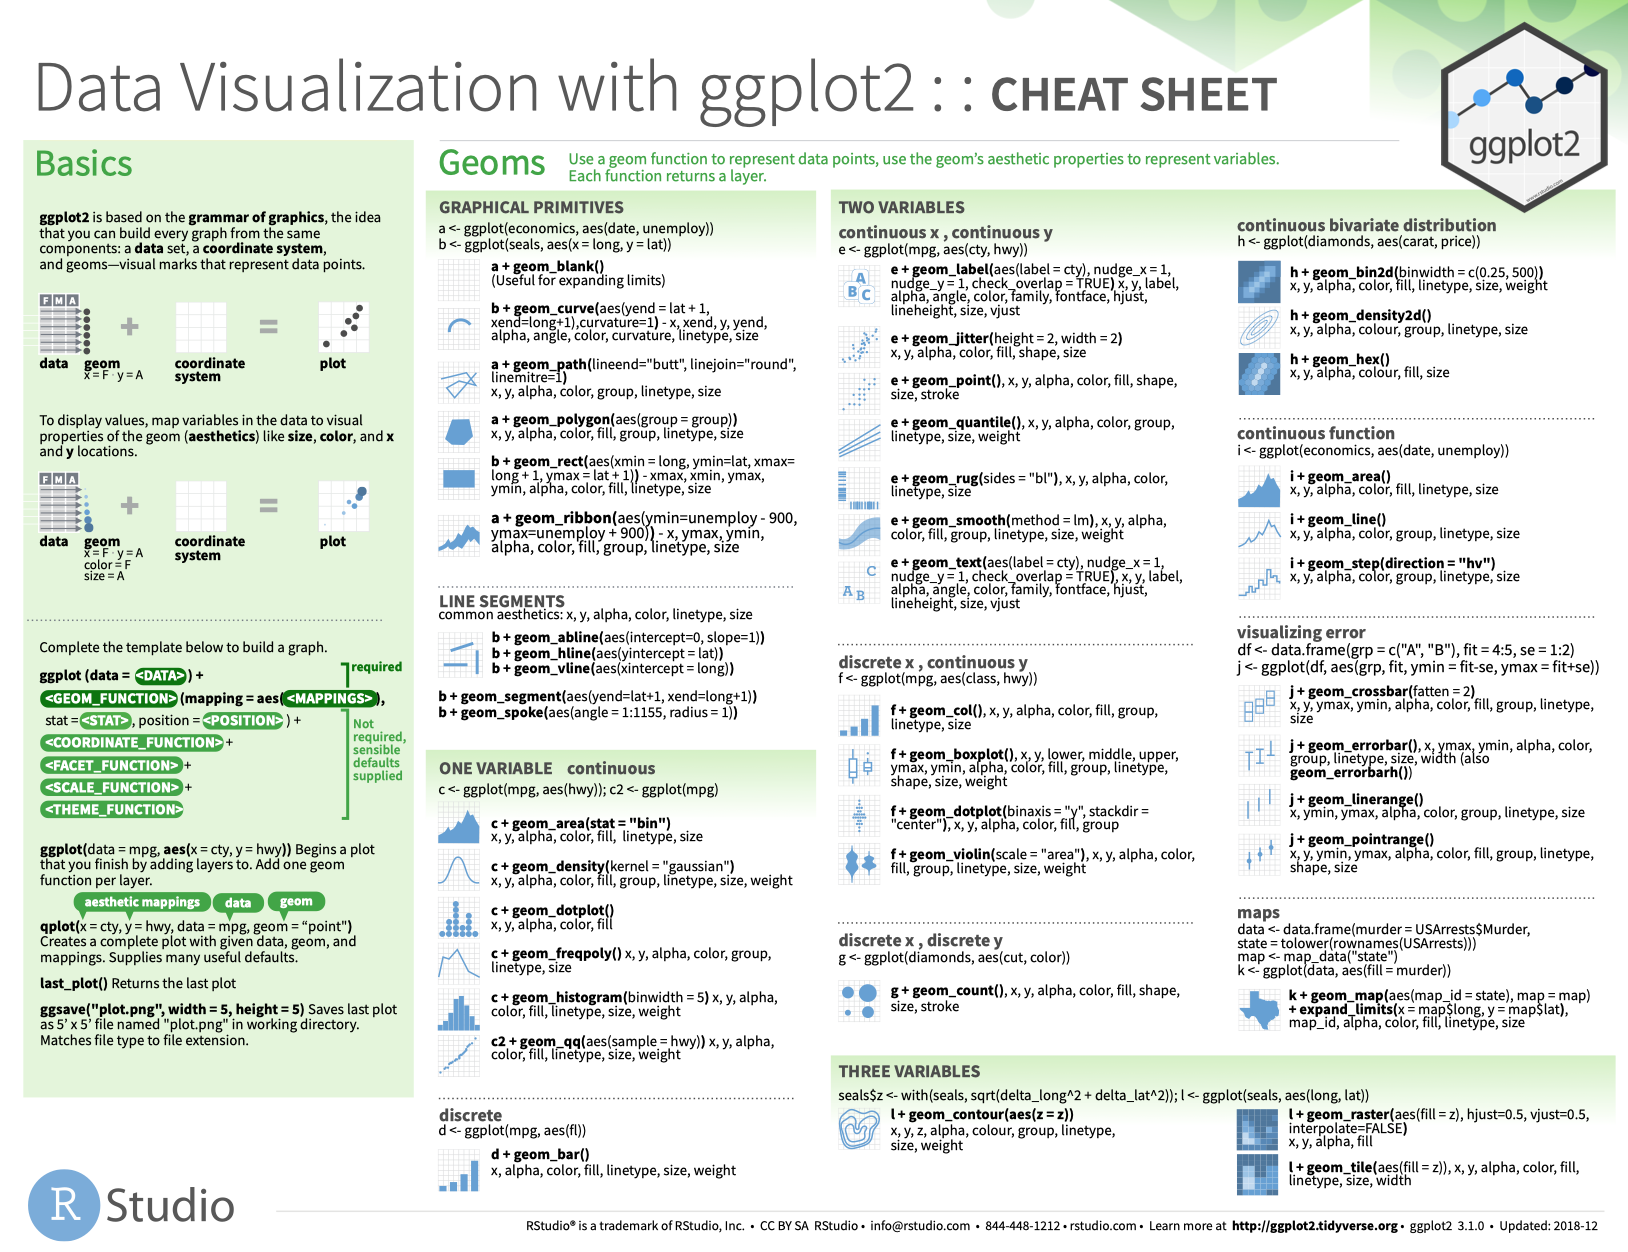 Data Visualization with ggplot2 : : CHEAT SHEET
ggplot2
www.rstudio.com
Basics
ggplot2 is based on the grammar of graphics, the idea
that you can build every graph from the same
components: a data set, a coordinate system,
and geoms—visual marks that represent data points.
F M A
+
=
data
geom
x = F · y = A
coordinate
system
plot
To display values, map variables in the data to visual
properties of the geom (aesthetics) like size, color, and x
and y locations.
F M A
+
=
data
geom
x = F · y = A
color = F
size = A
coordinate
system
plot
Complete the template below to build a graph.
required
ggplot (data = <DATA>) +
<GEOM_FUNCTION> (mapping = aes(<MAPPINGS>),
stat = <STAT>, position = <POSITION> ) +
<COORDINATE_FUNCTION> +
<FACET_FUNCTION> +
<SCALE_FUNCTION> +
<THEME_FUNCTION>
Not
required,
sensible
defaults
supplied
ggplot(data = mpg, aes(x = cty, y = hwy)) Begins a plot
that you finish by adding layers to. Add one geom
function per layer.
aesthetic mappings
data
geom
qplot(x = cty, y = hwy, data = mpg, geom = “point")
Creates a complete plot with given data, geom, and
mappings. Supplies many useful defaults.
last_plot() Returns the last plot
ggsave("plot.png", width = 5, height = 5) Saves last plot
as 5’ x 5’ file named "plot.png" in working directory.
Matches file type to file extension.
Geoms
Use a geom function to represent data points, use the geom’s aesthetic properties to represent variables.
Each function returns a layer.
GRAPHICAL PRIMITIVES
a <- ggplot(economics, aes(date, unemploy))
b <- ggplot(seals, aes(x = long, y = lat))
a + geom_blank()
(Useful for expanding limits)
b + geom_curve(aes(yend = lat + 1,
xend=long+1),curvature=1) - x, xend, y, yend,
alpha, angle, color, curvature, linetype, size
a + geom_path(lineend="butt", linejoin="round",
linemitre=1)
x, y, alpha, color, group, linetype, size
a + geom_polygon(aes(group = group))
x, y, alpha, color, fill, group, linetype, size
b + geom_rect(aes(xmin = long, ymin=lat, xmax=
long + 1, ymax = lat + 1)) - xmax, xmin, ymax,
ymin, alpha, color, fill, linetype, size
a + geom_ribbon(aes(ymin=unemploy - 900,
ymax=unemploy + 900)) - x, ymax, ymin,
alpha, color, fill, group, linetype, size
LINE SEGMENTS
common aesthetics: x, y, alpha, color, linetype, size
b + geom_abline(aes(intercept=0, slope=1))
b + geom_hline(aes(yintercept = lat))
b + geom_vline(aes(xintercept = long))
b + geom_segment(aes(yend=lat+1, xend=long+1))
b + geom_spoke(aes(angle = 1:1155, radius = 1))
ONE VARIABLE continuous
c <- ggplot(mpg, aes(hwy)); c2 <- ggplot(mpg)
c + geom_area(stat = "bin")
x, y, alpha, color, fill, linetype, size
c + geom_density(kernel = "gaussian")
x, y, alpha, color, fill, group, linetype, size, weight
c + geom_dotplot()
x, y, alpha, color, fill
c + geom_freqpoly() x, y, alpha, color, group,
linetype, size
c + geom_histogram(binwidth = 5) x, y, alpha,
color, fill, linetype, size, weight
c2 + geom_qq(aes(sample = hwy)) x, y, alpha,
color, fill, linetype, size, weight
discrete
d <- ggplot(mpg, aes(fl))
d + geom_bar()
x, alpha, color, fill, linetype, size, weight
TWO VARIABLES
continuous x , continuous y
e <- ggplot(mpg, aes(cty, hwy))
A
B C
e + geom_label(aes(label = cty), nudge_x = 1,
nudge_y = 1, check_overlap = TRUE) x, y, label,
alpha, angle, color, family, fontface, hjust,
lineheight, size, vjust
e + geom_jitter(height = 2, width = 2)
x, y, alpha, color, fill, shape, size
e + geom_point(), x, y, alpha, color, fill, shape,
size, stroke
e + geom_quantile(), x, y, alpha, color, group,
linetype, size, weight
e + geom_rug(sides = "bl"), x, y, alpha, color,
linetype, size
e + geom_smooth(method = lm), x, y, alpha,
color, fill, group, linetype, size, weight
C
A B
e + geom_text(aes(label = cty), nudge_x = 1,
nudge_y = 1, check_overlap = TRUE), x, y, label,
alpha, angle, color, family, fontface, hjust,
lineheight, size, vjust
discrete x , continuous y
f <- ggplot(mpg, aes(class, hwy))
f + geom_col(), x, y, alpha, color, fill, group,
linetype, size
f + geom_boxplot(), x, y, lower, middle, upper,
ymax, ymin, alpha, color, fill, group, linetype,
shape, size, weight
f + geom_dotplot(binaxis = "y", stackdir =
"center"), x, y, alpha, color, fill, group
f + geom_violin(scale = "area"), x, y, alpha, color,
fill, group, linetype, size, weight
discrete x , discrete y
g <- ggplot(diamonds, aes(cut, color))
g + geom_count(), x, y, alpha, color, fill, shape,
size, stroke
continuous bivariate distribution
h <- ggplot(diamonds, aes(carat, price))
h + geom_bin2d(binwidth = c(0.25, 500))
x, y, alpha, color, fill, linetype, size, weight
h + geom_density2d()
x, y, alpha, colour, group, linetype, size
h + geom_hex()
x, y, alpha, colour, fill, size
continuous function
i <- ggplot(economics, aes(date, unemploy))
i + geom_area()
x, y, alpha, color, fill, linetype, size
i + geom_line()
x, y, alpha, color, group, linetype, size
i + geom_step(direction = "hv")
x, y, alpha, color, group, linetype, size
visualizing error
df <- data.frame(grp = c("A", "B"), fit = 4:5, se = 1:2)
j <- ggplot(df, aes(grp, fit, ymin = fit-se, ymax = fit+se))
j + geom_crossbar(fatten = 2)
x, y, ymax, ymin, alpha, color, fill, group, linetype,
size
j + geom_errorbar(), x, ymax, ymin, alpha, color,
group, linetype, size, width (also
geom_errorbarh())
j + geom_linerange()
x, ymin, ymax, alpha, color, group, linetype, size
j + geom_pointrange()
x, y, ymin, ymax, alpha, color, fill, group, linetype,
shape, size
maps
data <- data.frame(murder = USArrests$Murder,
state = tolower(rownames(USArrests)))
map <- map_data("state")
k <- ggplot(data, aes(fill = murder))
k + geom_map(aes(map_id = state), map = map)
+ expand_limits(x = map$long, y = map$lat),
map_id, alpha, color, fill, linetype, size
THREE VARIABLES
seals$z <- with(seals, sqrt(delta_long^2 + delta_lat^2)); l <- ggplot(seals, aes(long, lat))
l + geom_contour(aes(z = z))
x, y, z, alpha, colour, group, linetype,
size, weight
l + geom_raster(aes(fill = z), hjust=0.5, vjust=0.5,
interpolate=FALSE)
x, y, alpha, fill
l + geom_tile(aes(fill = z)), x, y, alpha, color, fill,
linetype, size, width
R Studio
RStudio® is a trademark of RStudio, Inc. • CC BY SA RStudio • info@rstudio.com • 844-448-1212 • rstudio.com • Learn more at http://ggplot2.tidyverse.org • ggplot2 3.1.0 • Updated: 2018-12